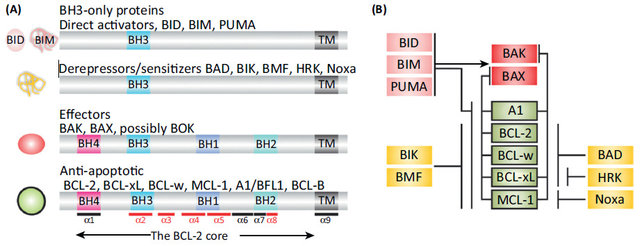 (A)
BH3-only proteins
Direct activators, BID, BIM, PUMA
BID BIM
BH3 TM
Derepressors/sensitizers BAD, BIK, BMF, HRK, Noxa
BH3 TM
Effectors
BAK, BAX, possibly BOK
BH4 BH3 BH1 BH2 TM
Anti-apoptotic
BCL-2, BCL-xL, BCL-w, MCL-1, A1/BFL1, BCL-B
BH4 BH3 BH1 BH2 TM
α1 α2 α3 α4 α5 α6 α7 α8 α9
The BCL-2 core
(B)
BID
BIM
PUMA
BAK
BAX
A1
BCL-2
BCL-w
BCL-xL
MCL-1
BIK
BMF
BAD
HRK
Noxa